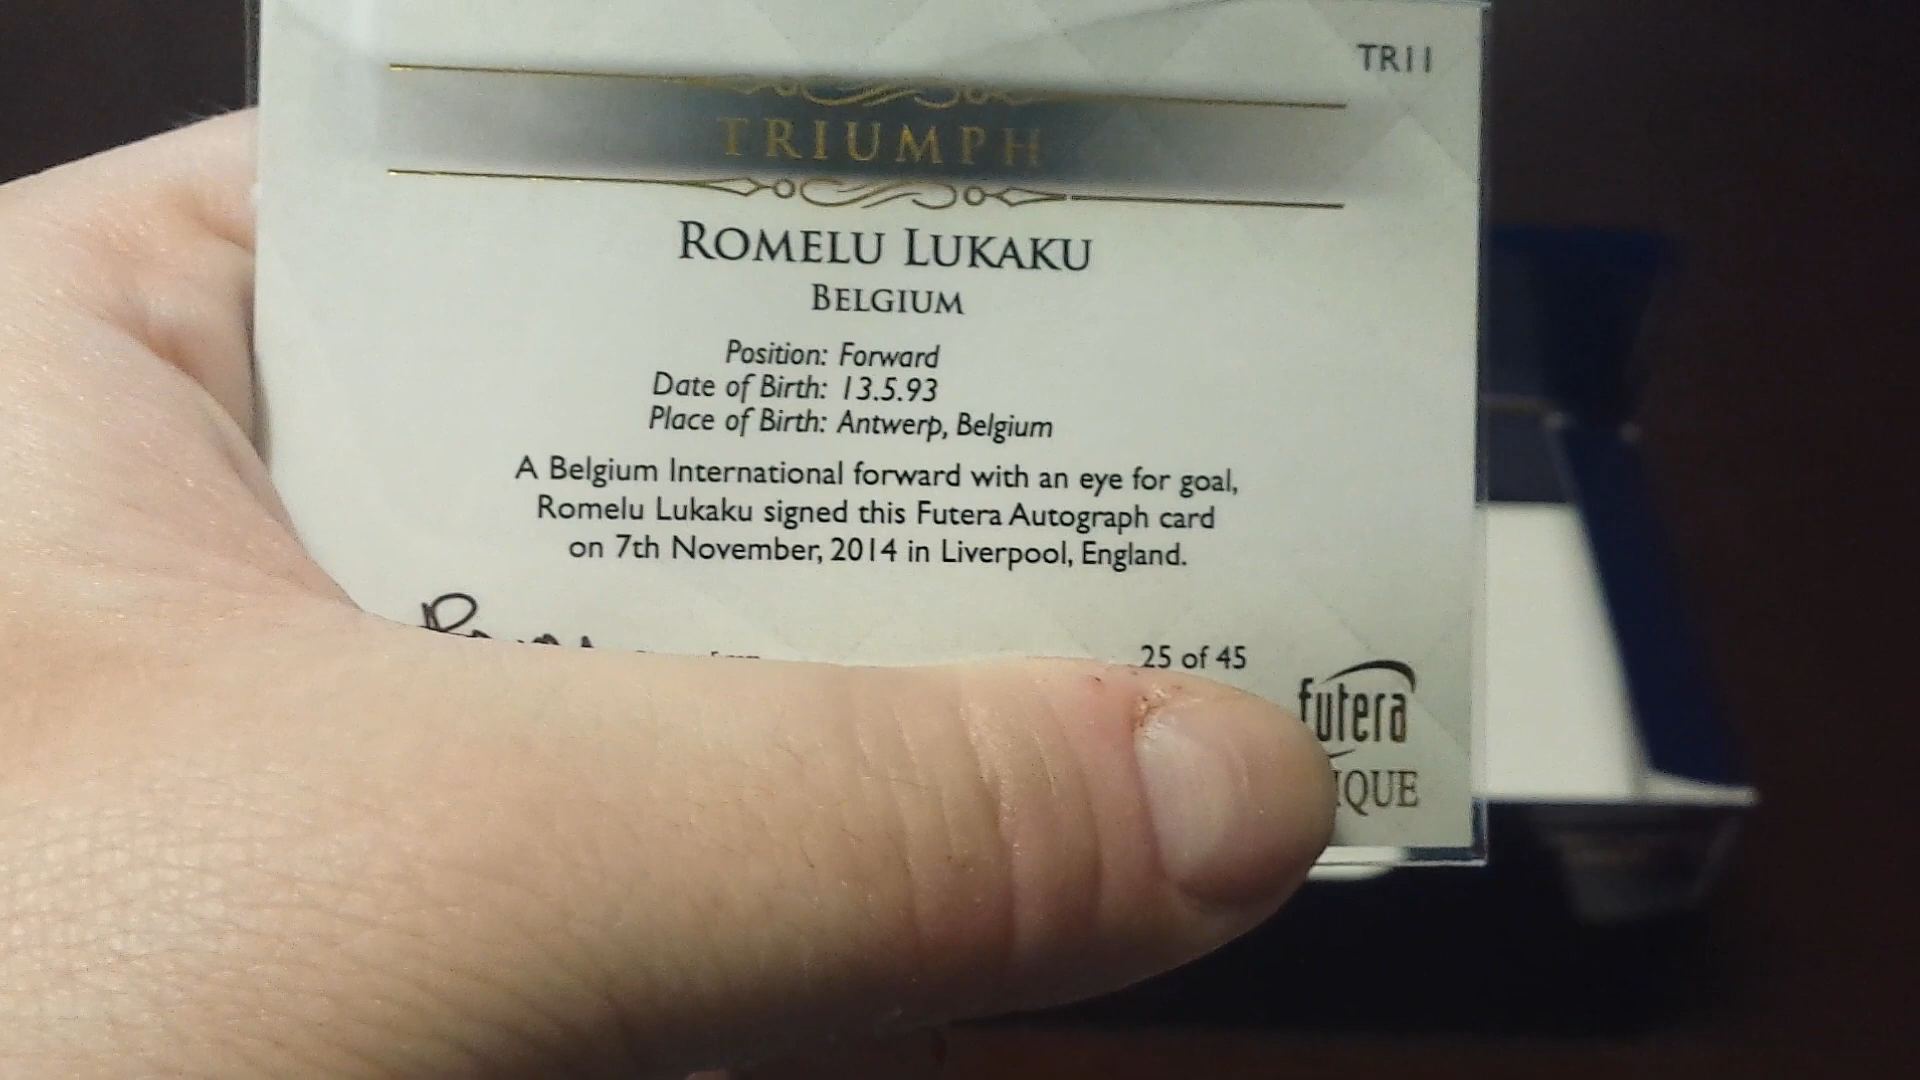 TR11
TRIUMPH
ROMELU LUKAKU
BELGIUM
Position: Forward
Date of Birth: 13.5.93
Place of Birth: Antwerp, Belgium
A Belgium International forward with an eye for goal,
Romelu Lukaku signed this Futera Autograph card
on 7th November, 2014 in Liverpool, England.
25 of 45
futera